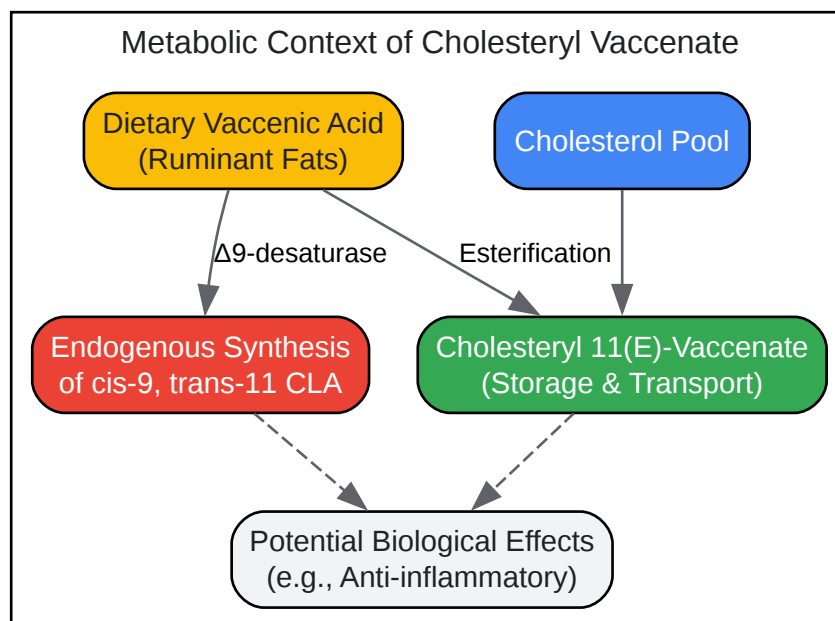 Metabolic Context of Cholesteryl Vaccenate
Dietary Vaccenic Acid
(Ruminant Fats)
Cholesterol Pool
Δ9-desaturase
Esterification
Endogenous Synthesis
of cis-9, trans-11 CLA
Cholesteryl 11(E)-Vaccenate
(Storage & Transport)
Potential Biological Effects
(e.g., Anti-inflammatory)